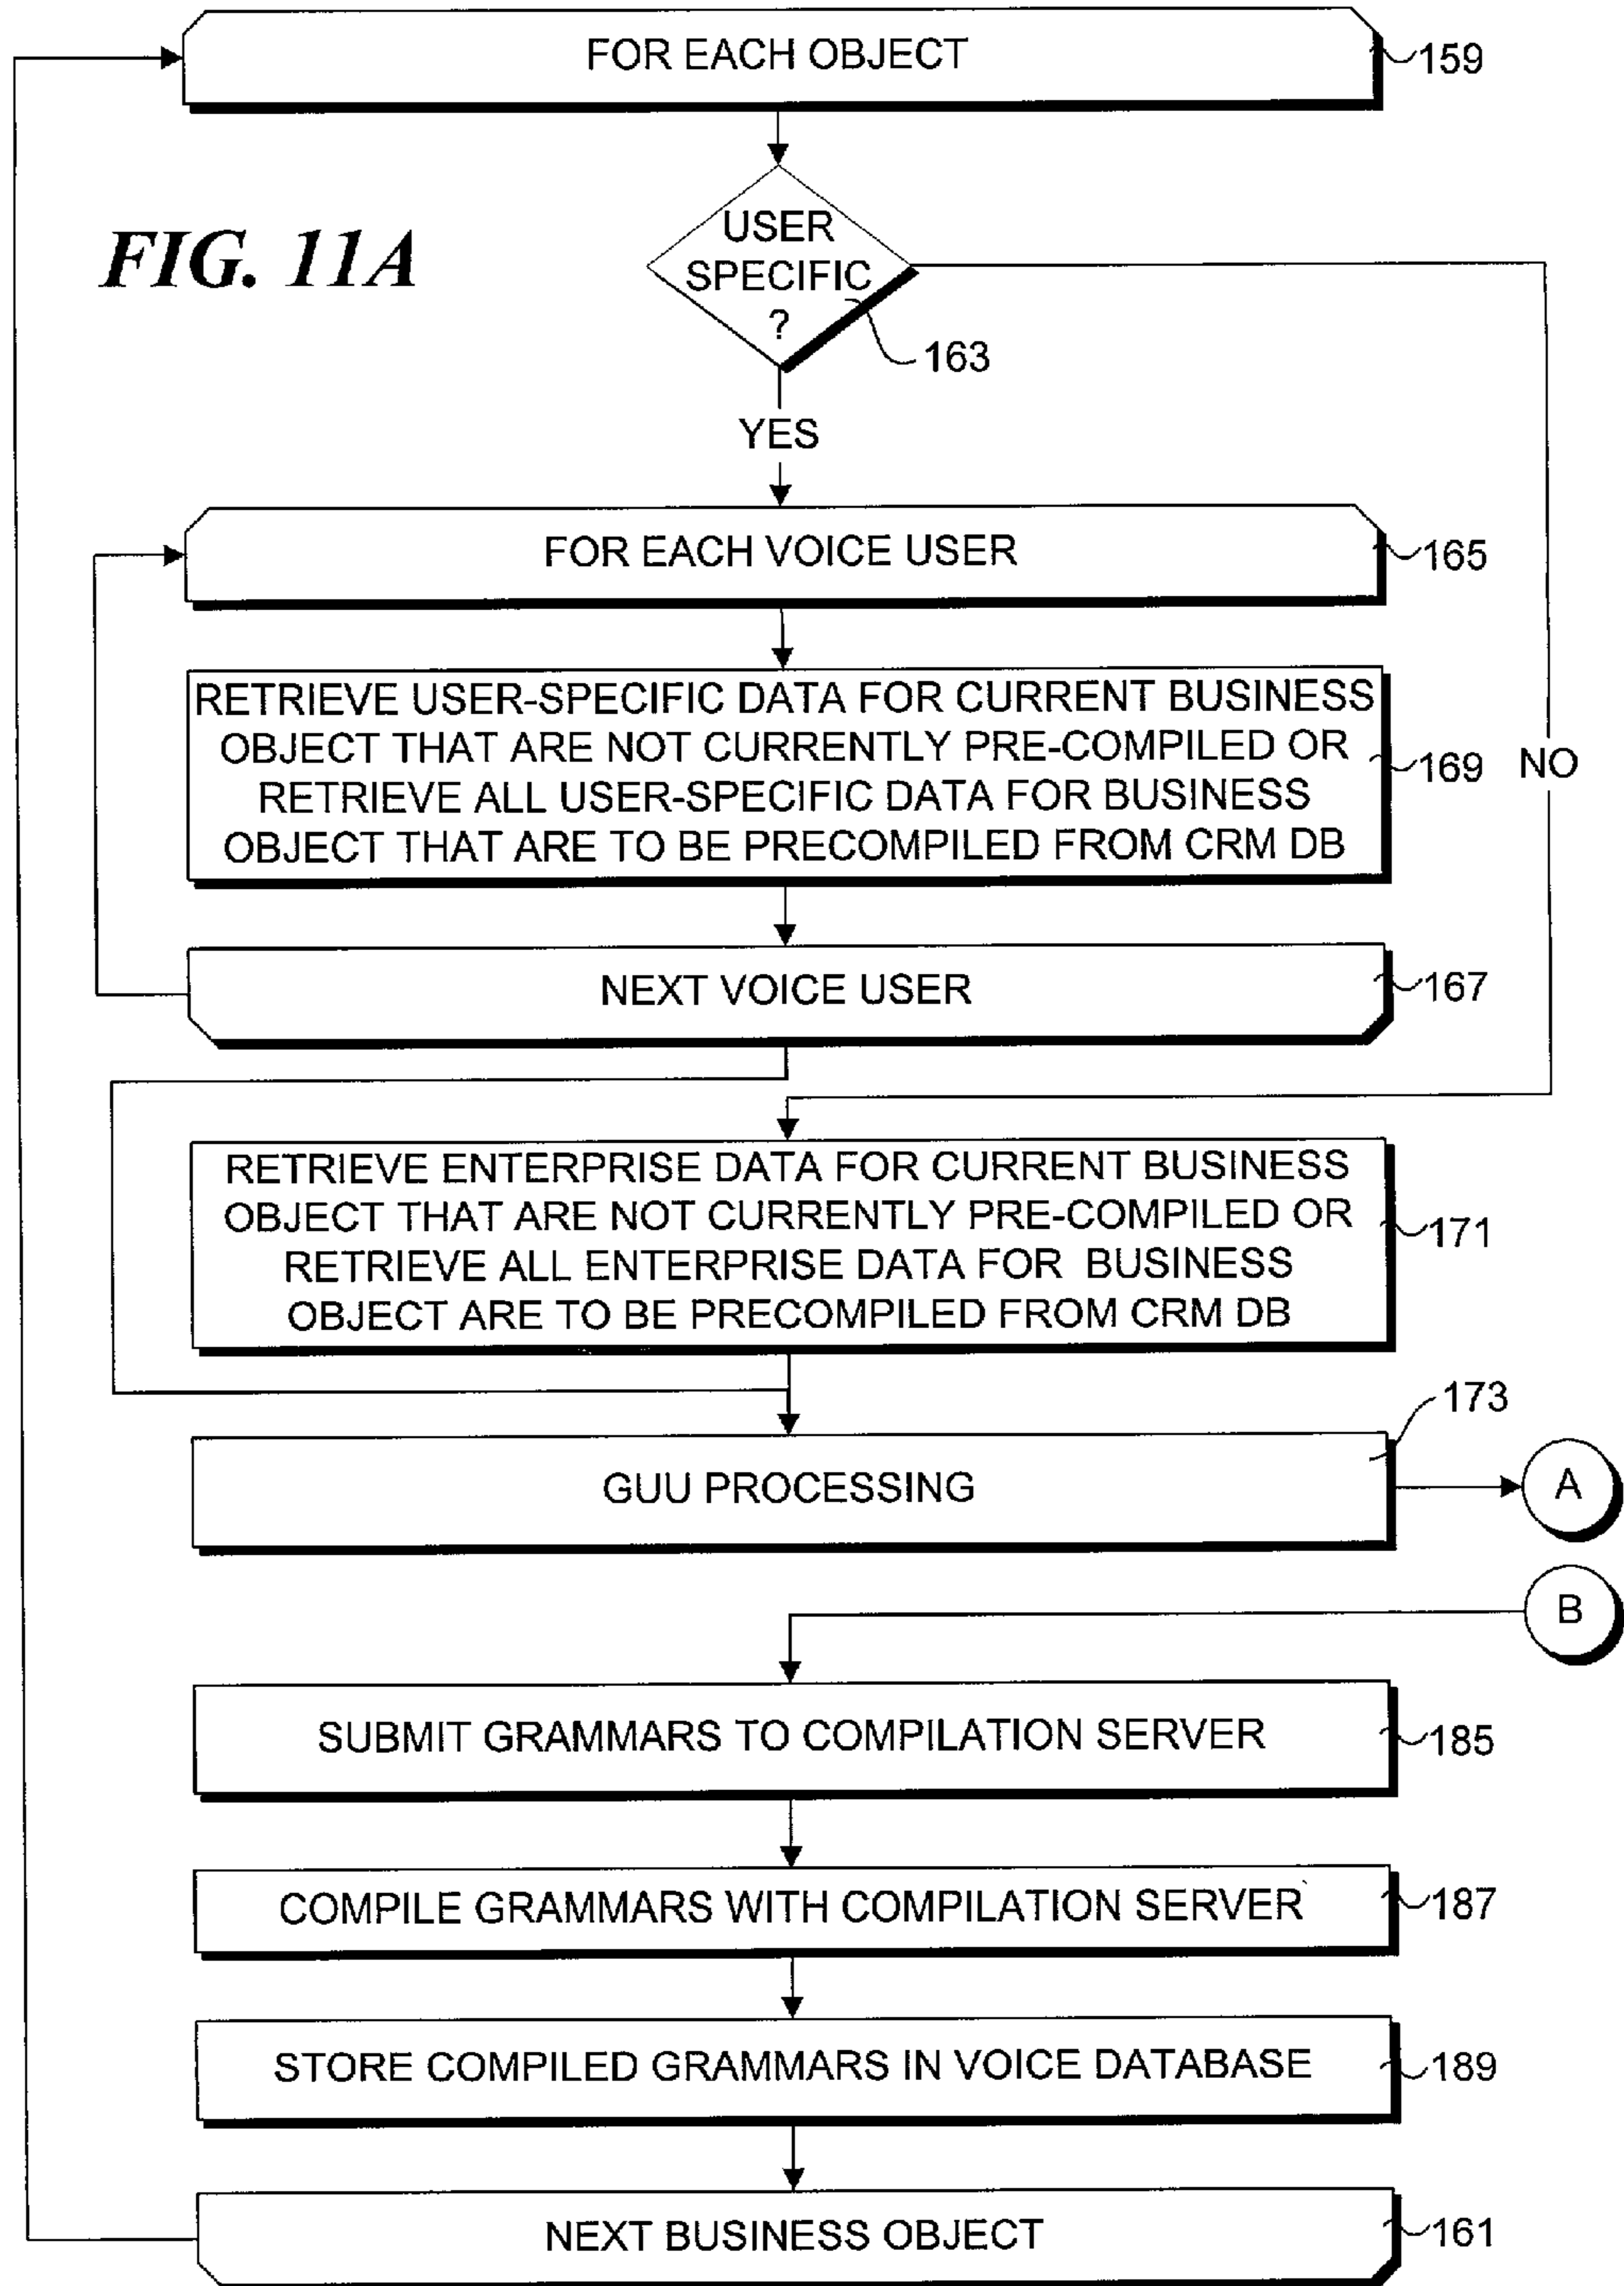 FOR EACH OBJECT
159
FIG. 11A
USER
SPECIFIC
?
163
YES
FOR EACH VOICE USER
165
RETRIEVE USER-SPECIFIC DATA FOR CURRENT BUSINESS
OBJECT THAT ARE NOT CURRENTLY PRE-COMPILED OR
RETRIEVE ALL USER-SPECIFIC DATA FOR BUSINESS
OBJECT THAT ARE TO BE PRECOMPILED FROM CRM DB
169
NO
NEXT VOICE USER
167
RETRIEVE ENTERPRISE DATA FOR CURRENT BUSINESS
OBJECT THAT ARE NOT CURRENTLY PRE-COMPILED OR
RETRIEVE ALL ENTERPRISE DATA FOR BUSINESS
OBJECT ARE TO BE PRECOMPILED FROM CRM DB
171
173
GUU PROCESSING
A
B
SUBMIT GRAMMARS TO COMPILATION SERVER
185
COMPILE GRAMMARS WITH COMPILATION SERVER
187
STORE COMPILED GRAMMARS IN VOICE DATABASE
189
NEXT BUSINESS OBJECT
161